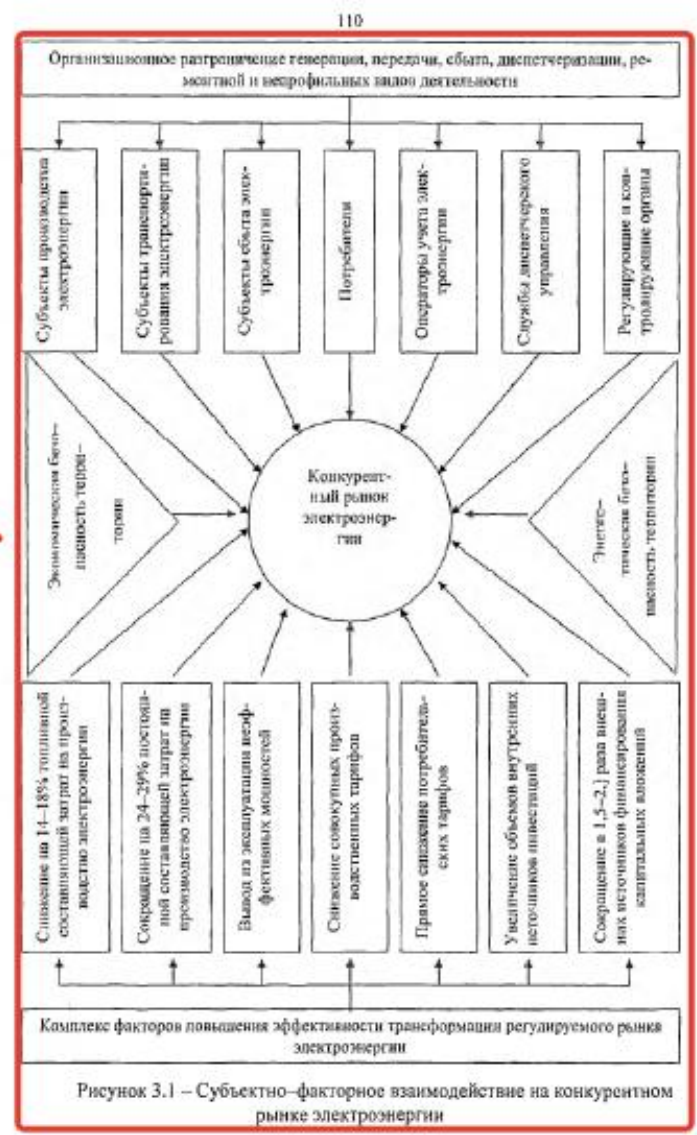 110
Организационное разграничение генерации, передачи, сбыта, диспетчеризации, ре-
монтной и непрофильных видов деятельности
Субъекты производства
электроэнергии
Субъекты транспорти-
рования электроэнергии
Субъекты сбыта элек-
троэнергии
Потребители
Операторы учета элек-
троэнергии
Службы диспетчерского
управления
Регулирующие и кон-
тролирующие органы
Экономическая безо–
пасность терри–
тории
Конкурент-
ный рынок
электроэнер-
гии
Энерге–
тическая безо–
пасность территории
Снижение на 14–18% топливной
составляющей затрат на произ-
водство электроэнергии
Сокращение на 24–29% постоян-
ной составляющей затрат на
производство электроэнергии
Вывод из эксплуатации неэф-
фективных мощностей
Снижение совокупных произ-
водственных тарифов
Прямое снижение потребитель-
ских тарифов
Увеличение объемов внутренних
источников инвестиций
Сокращение в раза внеш-
них источников финансирования
капитальных вложений
Комплекс факторов повышения эффективности трансформации регулируемого рынка
электроэнергии
Рисунок 3.1 – Субъектно–факторное взаимодействие на конкурентном
рынке электроэнергии